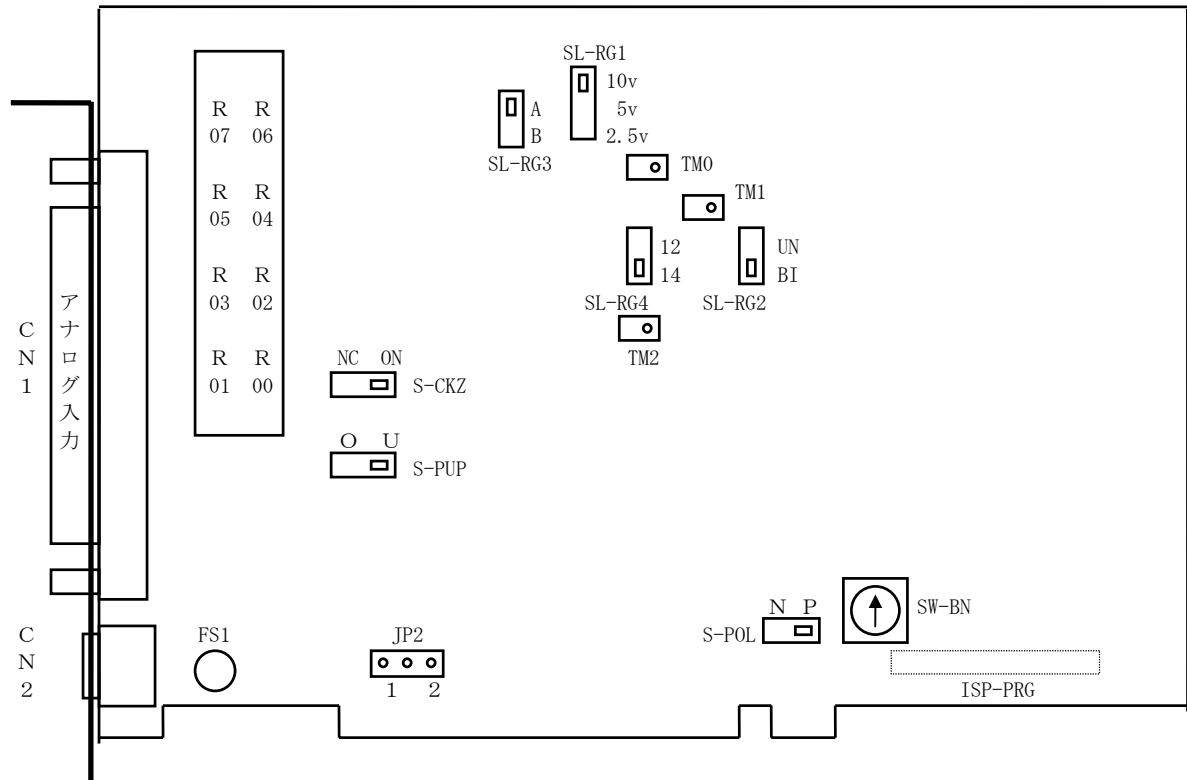 SL-RG1
10v
5v
2.5v
A
B
SL-RG3
R R
07 06
R R
05 04
R R
03 02
R R
01 00
TM0
TM1
12
14
SL-RG4
UN
BI
SL-RG2
TM2
NC ON
S-CKZ
O U
S-PUP
CN1
アナログ入力
CN2
FS1
JP2
1 2
N P
S-POL
SW-BN
ISP-PRG